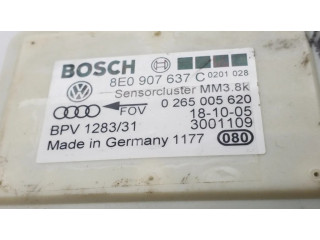 BOSCH
8E0 907 637 C 0201 028
Sensorcluster MM3.8k
FOV 0 265 005 620
18-10-05
BPV 1283/31 3001109
Made in Germany 1177 080